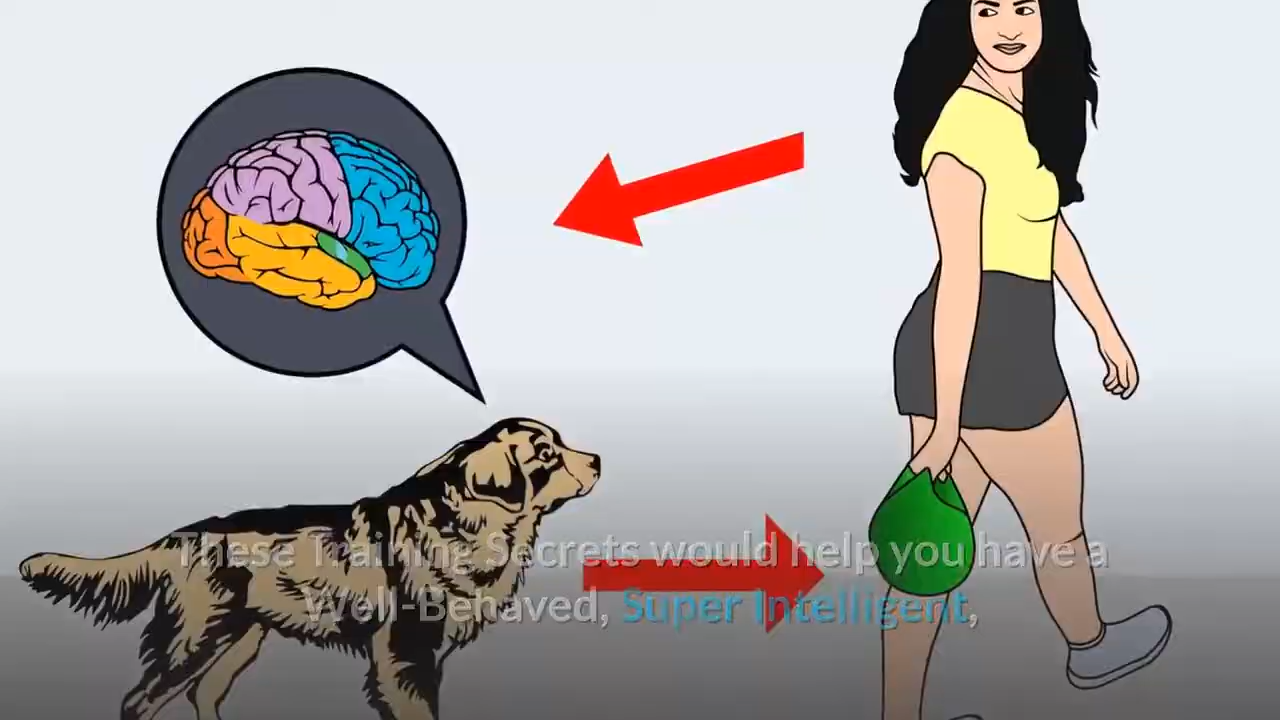 These Training Secrets would help you have a
Well-Behaved, Super Intelligent,